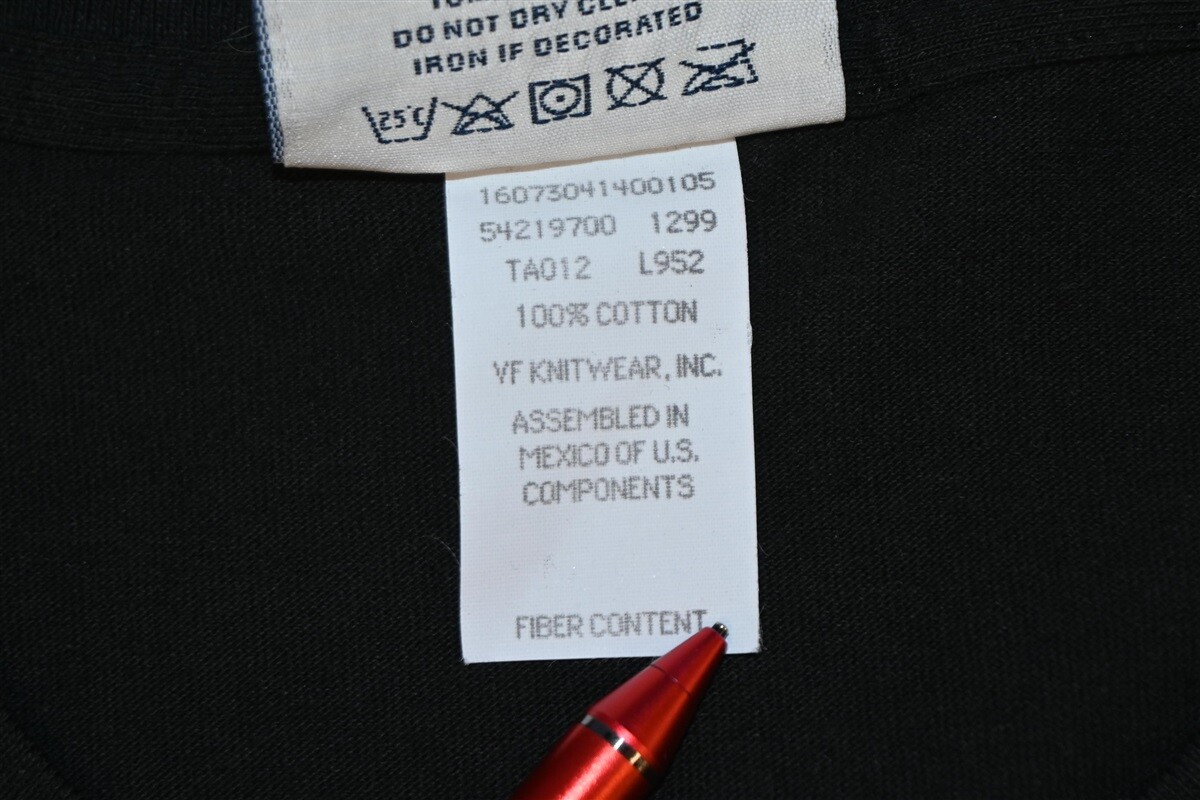 DO NOT DRY
IRON IF DECORATED
25°C
16073041400105
54219700 1299
TA012 L952
100% COTTON
VF KNITWEAR, INC.
ASSEMBLED IN
MEXICO OF U.S.
COMPONENTS
FIBER CONTENT